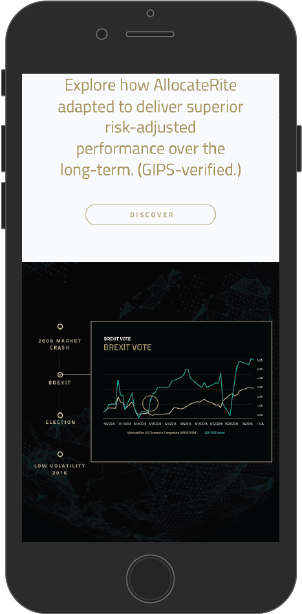 Explore how AllocateRite
adapted to deliver superior
risk-adjusted
performance over the
long-term. (GIPS-verified.)
DISCOVER
2008 MARKET
CRASH
BREXIT
ELECTION
LOW VOLATILITY
2016
BREXIT VOTE
BREXIT VOTE